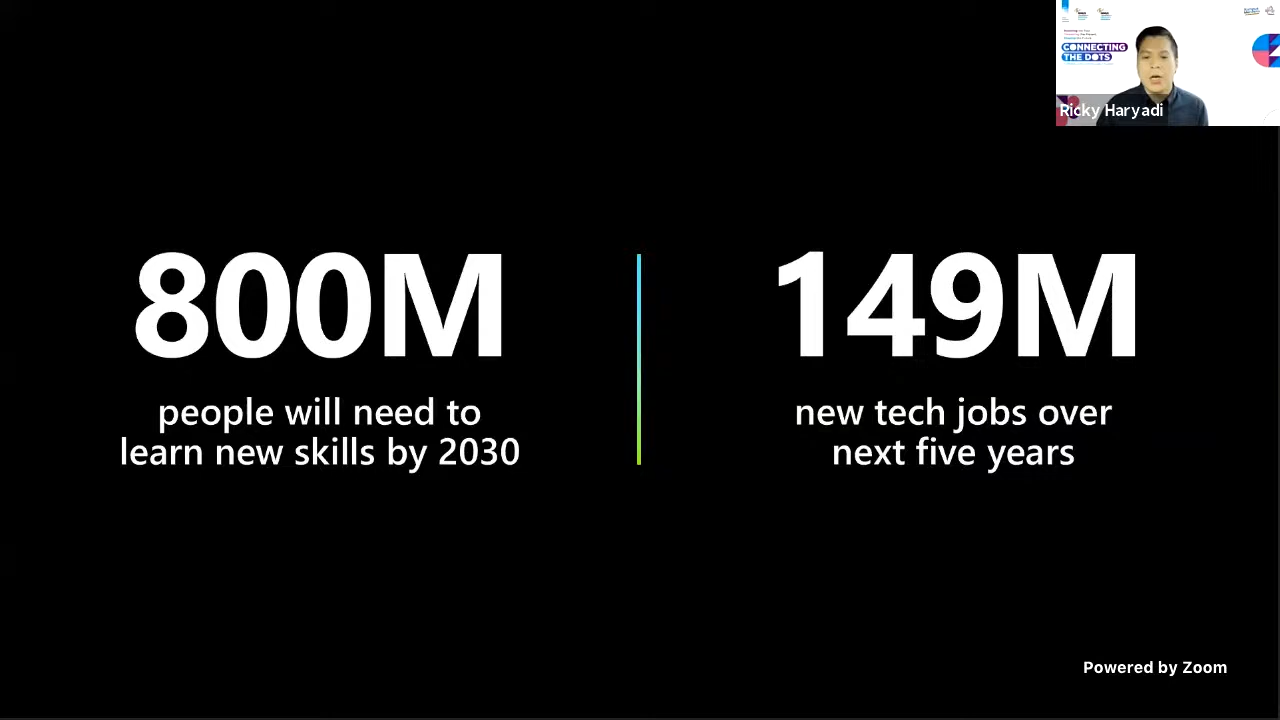 CONNECTING
THE DOTS
Ricky Haryadi
800M
people will need to
learn new skills by 2030
149M
new tech jobs over
next five years
Powered by Zoom